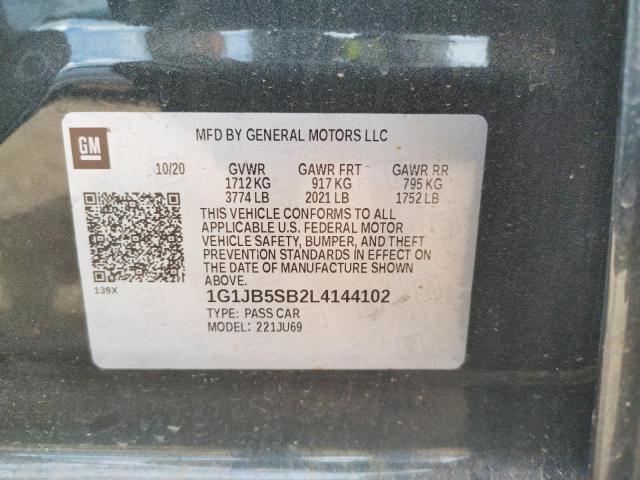 GM
MFD BY GENERAL MOTORS LLC
10/20 GVWR GAWR FRT GAWR RR
1712 KG 917 KG 795 KG
3774 LB 2021 LB 1752 LB
THIS VEHICLE CONFORMS TO ALL
APPLICABLE U.S. FEDERAL MOTOR
VEHICLE SAFETY, BUMPER, AND THEFT
PREVENTION STANDARDS IN EFFECT ON
THE DATE OF MANUFACTURE SHOWN
ABOVE.
139X
1G1JB5SB2L4144102
TYPE: PASS CAR
MODEL: 221JU69